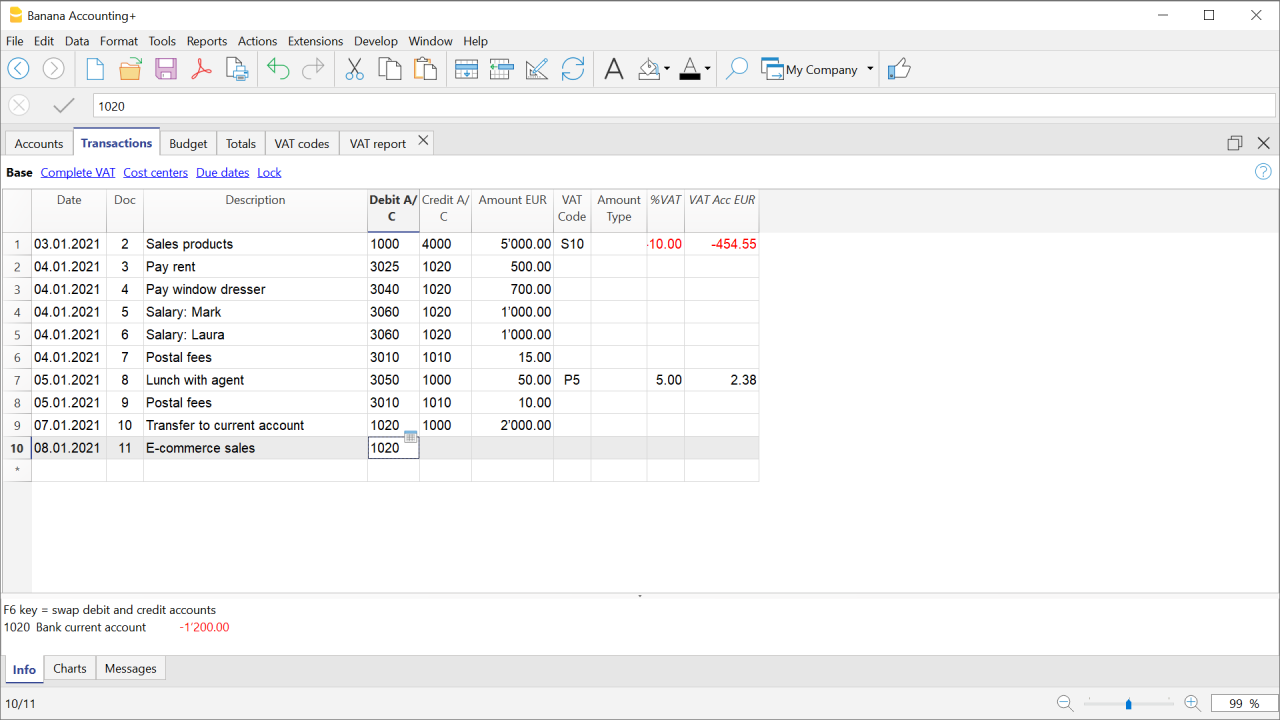 Banana Accounting+
File Edit Data Format Tools Reports Actions Extensions Develop Window Help
A A My Company
1020
Accounts Transactions Budget Totals VAT codes VAT report
Base Complete VAT Cost centers Due dates Lock
Date Doc Description Debit A/C Credit A/C Amount EUR VAT Code Amount Type %VAT VAT Acc EUR
1 03.01.2021 2 Sales products 1000 4000 5'000.00 S10 -10.00 -454.55
2 04.01.2021 3 Pay rent 3025 1020 500.00
3 04.01.2021 4 Pay window dresser 3040 1020 700.00
4 04.01.2021 5 Salary: Mark 3060 1020 1'000.00
5 04.01.2021 6 Salary: Laura 3060 1020 1'000.00
6 04.01.2021 7 Postal fees 3010 1010 15.00
7 05.01.2021 8 Lunch with agent 3050 1000 50.00 P5 5.00 2.38
8 05.01.2021 9 Postal fees 3010 1010 10.00
9 07.01.2021 10 Transfer to current account 1020 1000 2'000.00
10 08.01.2021 11 E-commerce sales 1020
*
F6 key = swap debit and credit accounts
1020 Bank current account -1'200.00
Info Charts Messages
10/11 99 %